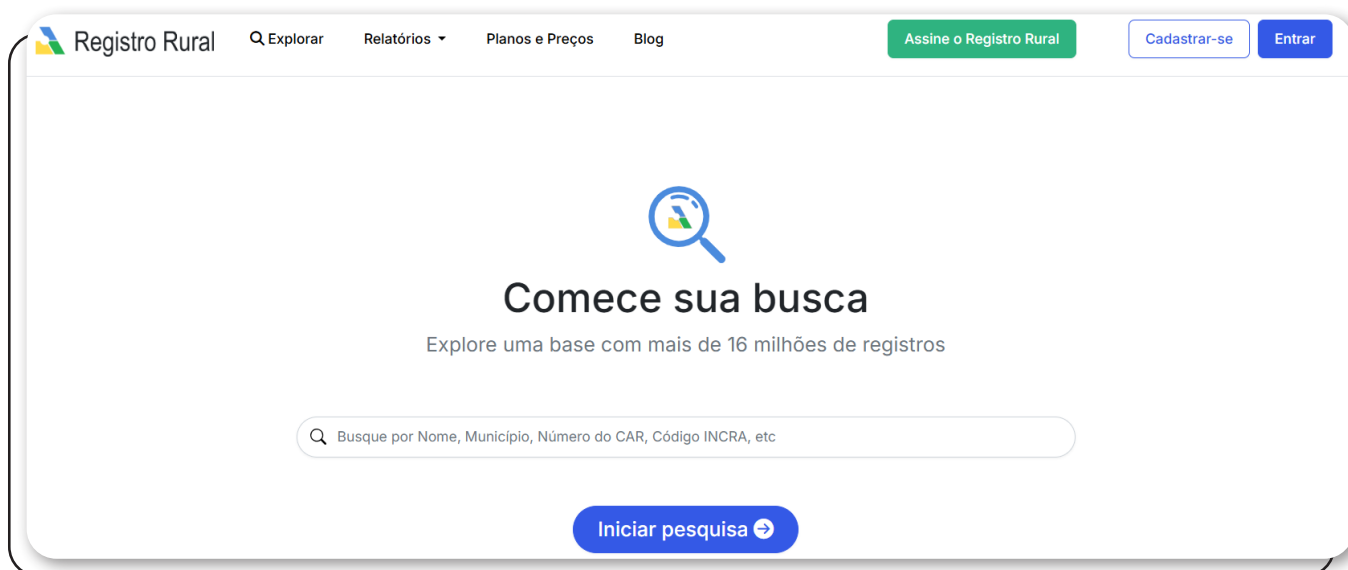 Registro Rural Explorar Relatórios Planos e Preços Blog Assine o Registro Rural Cadastrar-se Entrar
Comece sua busca
Explore uma base com mais de 16 milhões de registros
Busque por Nome, Município, Número do CAR, Código INCRA, etc
Iniciar pesquisa